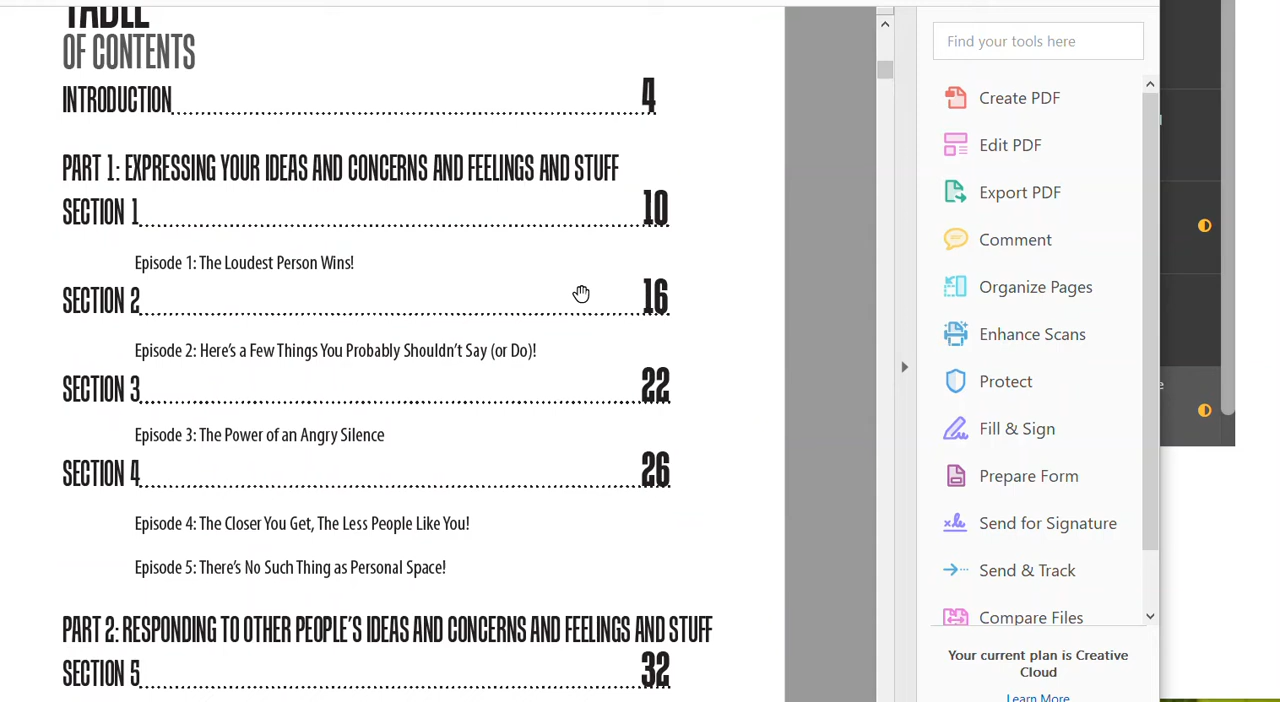 TABLE
OF CONTENTS
INTRODUCTION 4
PART 1: EXPRESSING YOUR IDEAS AND CONCERNS AND FEELINGS AND STUFF
SECTION 1 10
Episode 1: The Loudest Person Wins!
SECTION 2 16
Episode 2: Here's a Few Things You Probably Shouldn't Say (or Do)!
SECTION 3 22
Episode 3: The Power of an Angry Silence
SECTION 4 26
Episode 4: The Closer You Get, The Less People Like You!
Episode 5: There's No Such Thing as Personal Space!
PART 2: RESPONDING TO OTHER PEOPLE'S IDEAS AND CONCERNS AND FEELINGS AND STUFF
SECTION 5 32
Find your tools here
Create PDF
Edit PDF
Export PDF
Comment
Organize Pages
Enhance Scans
Protect
Fill & Sign
Prepare Form
Send for Signature
Send & Track
Compare Files
Your current plan is Creative
Cloud
Learn More
e